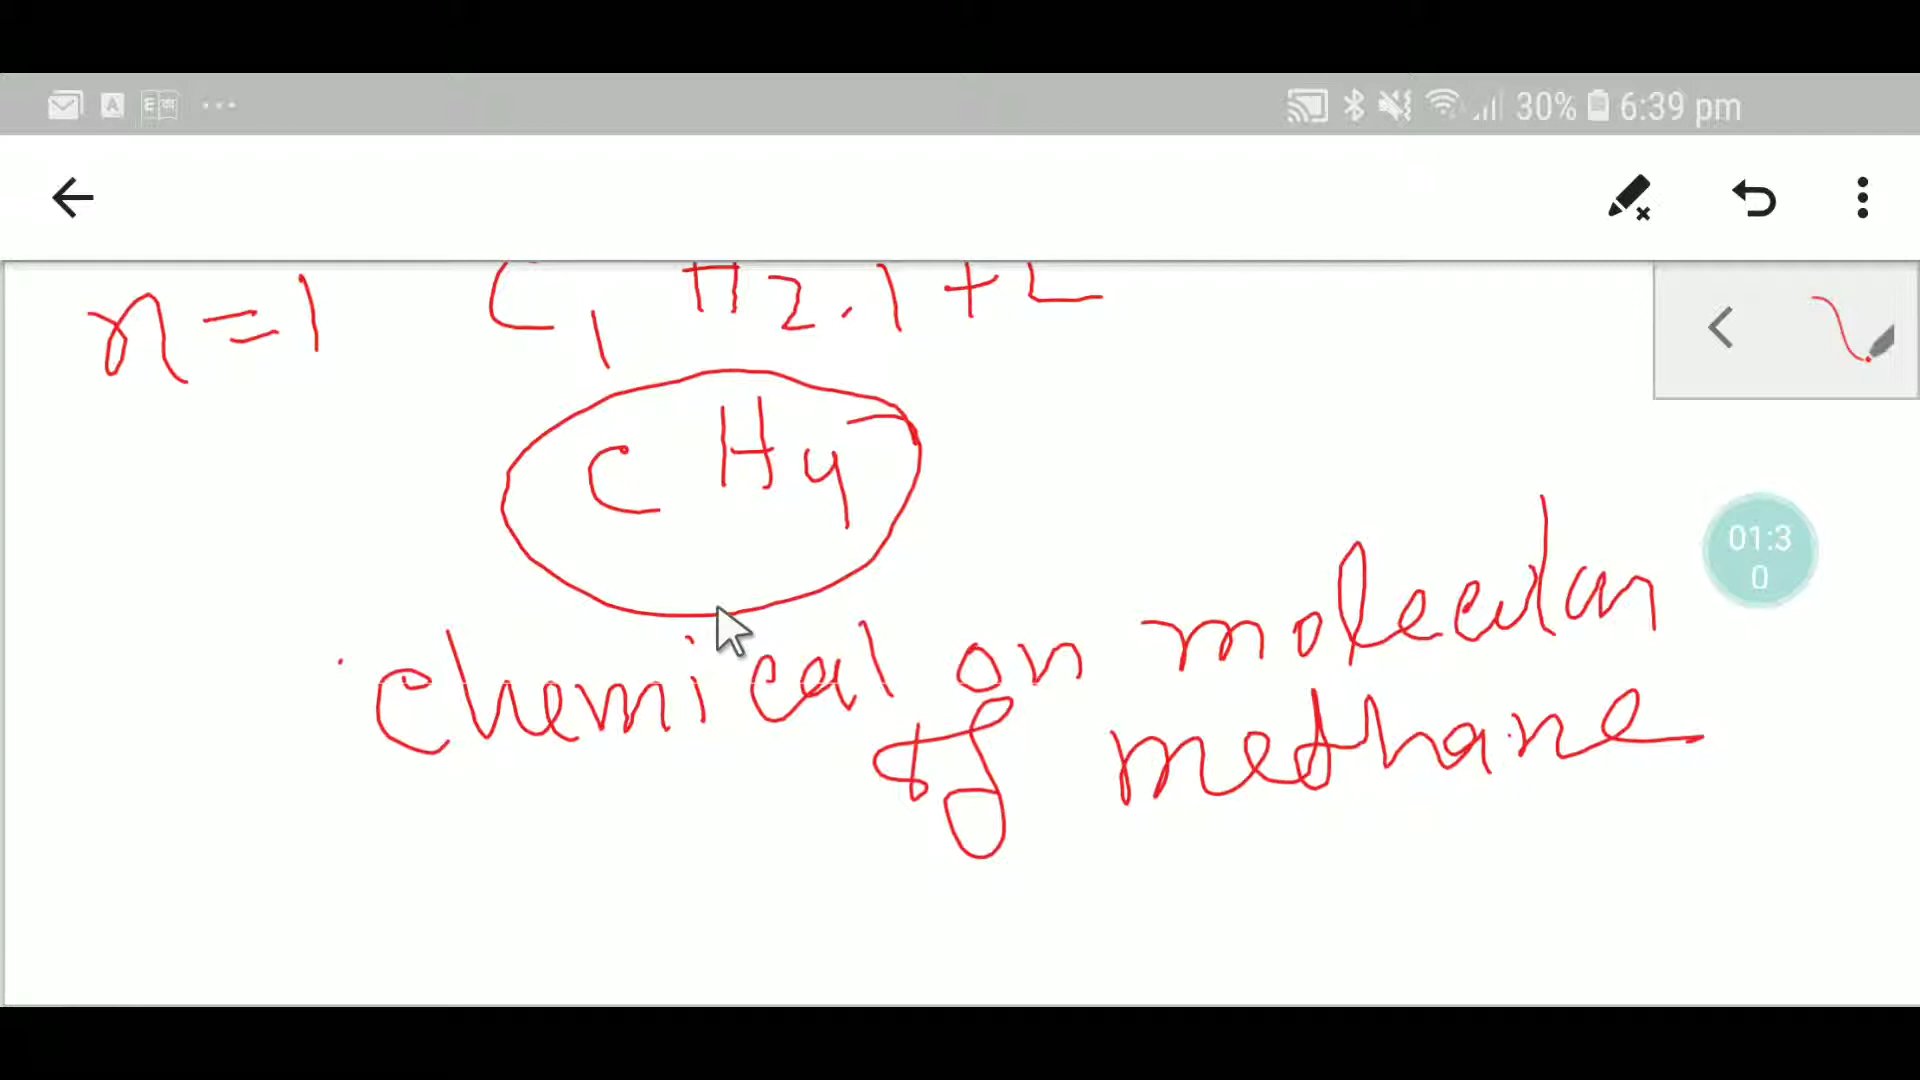 30% 6:39 pm
n=1 C1 H2.1+2
CH4
01:3
0
chemical or molecular
of methane